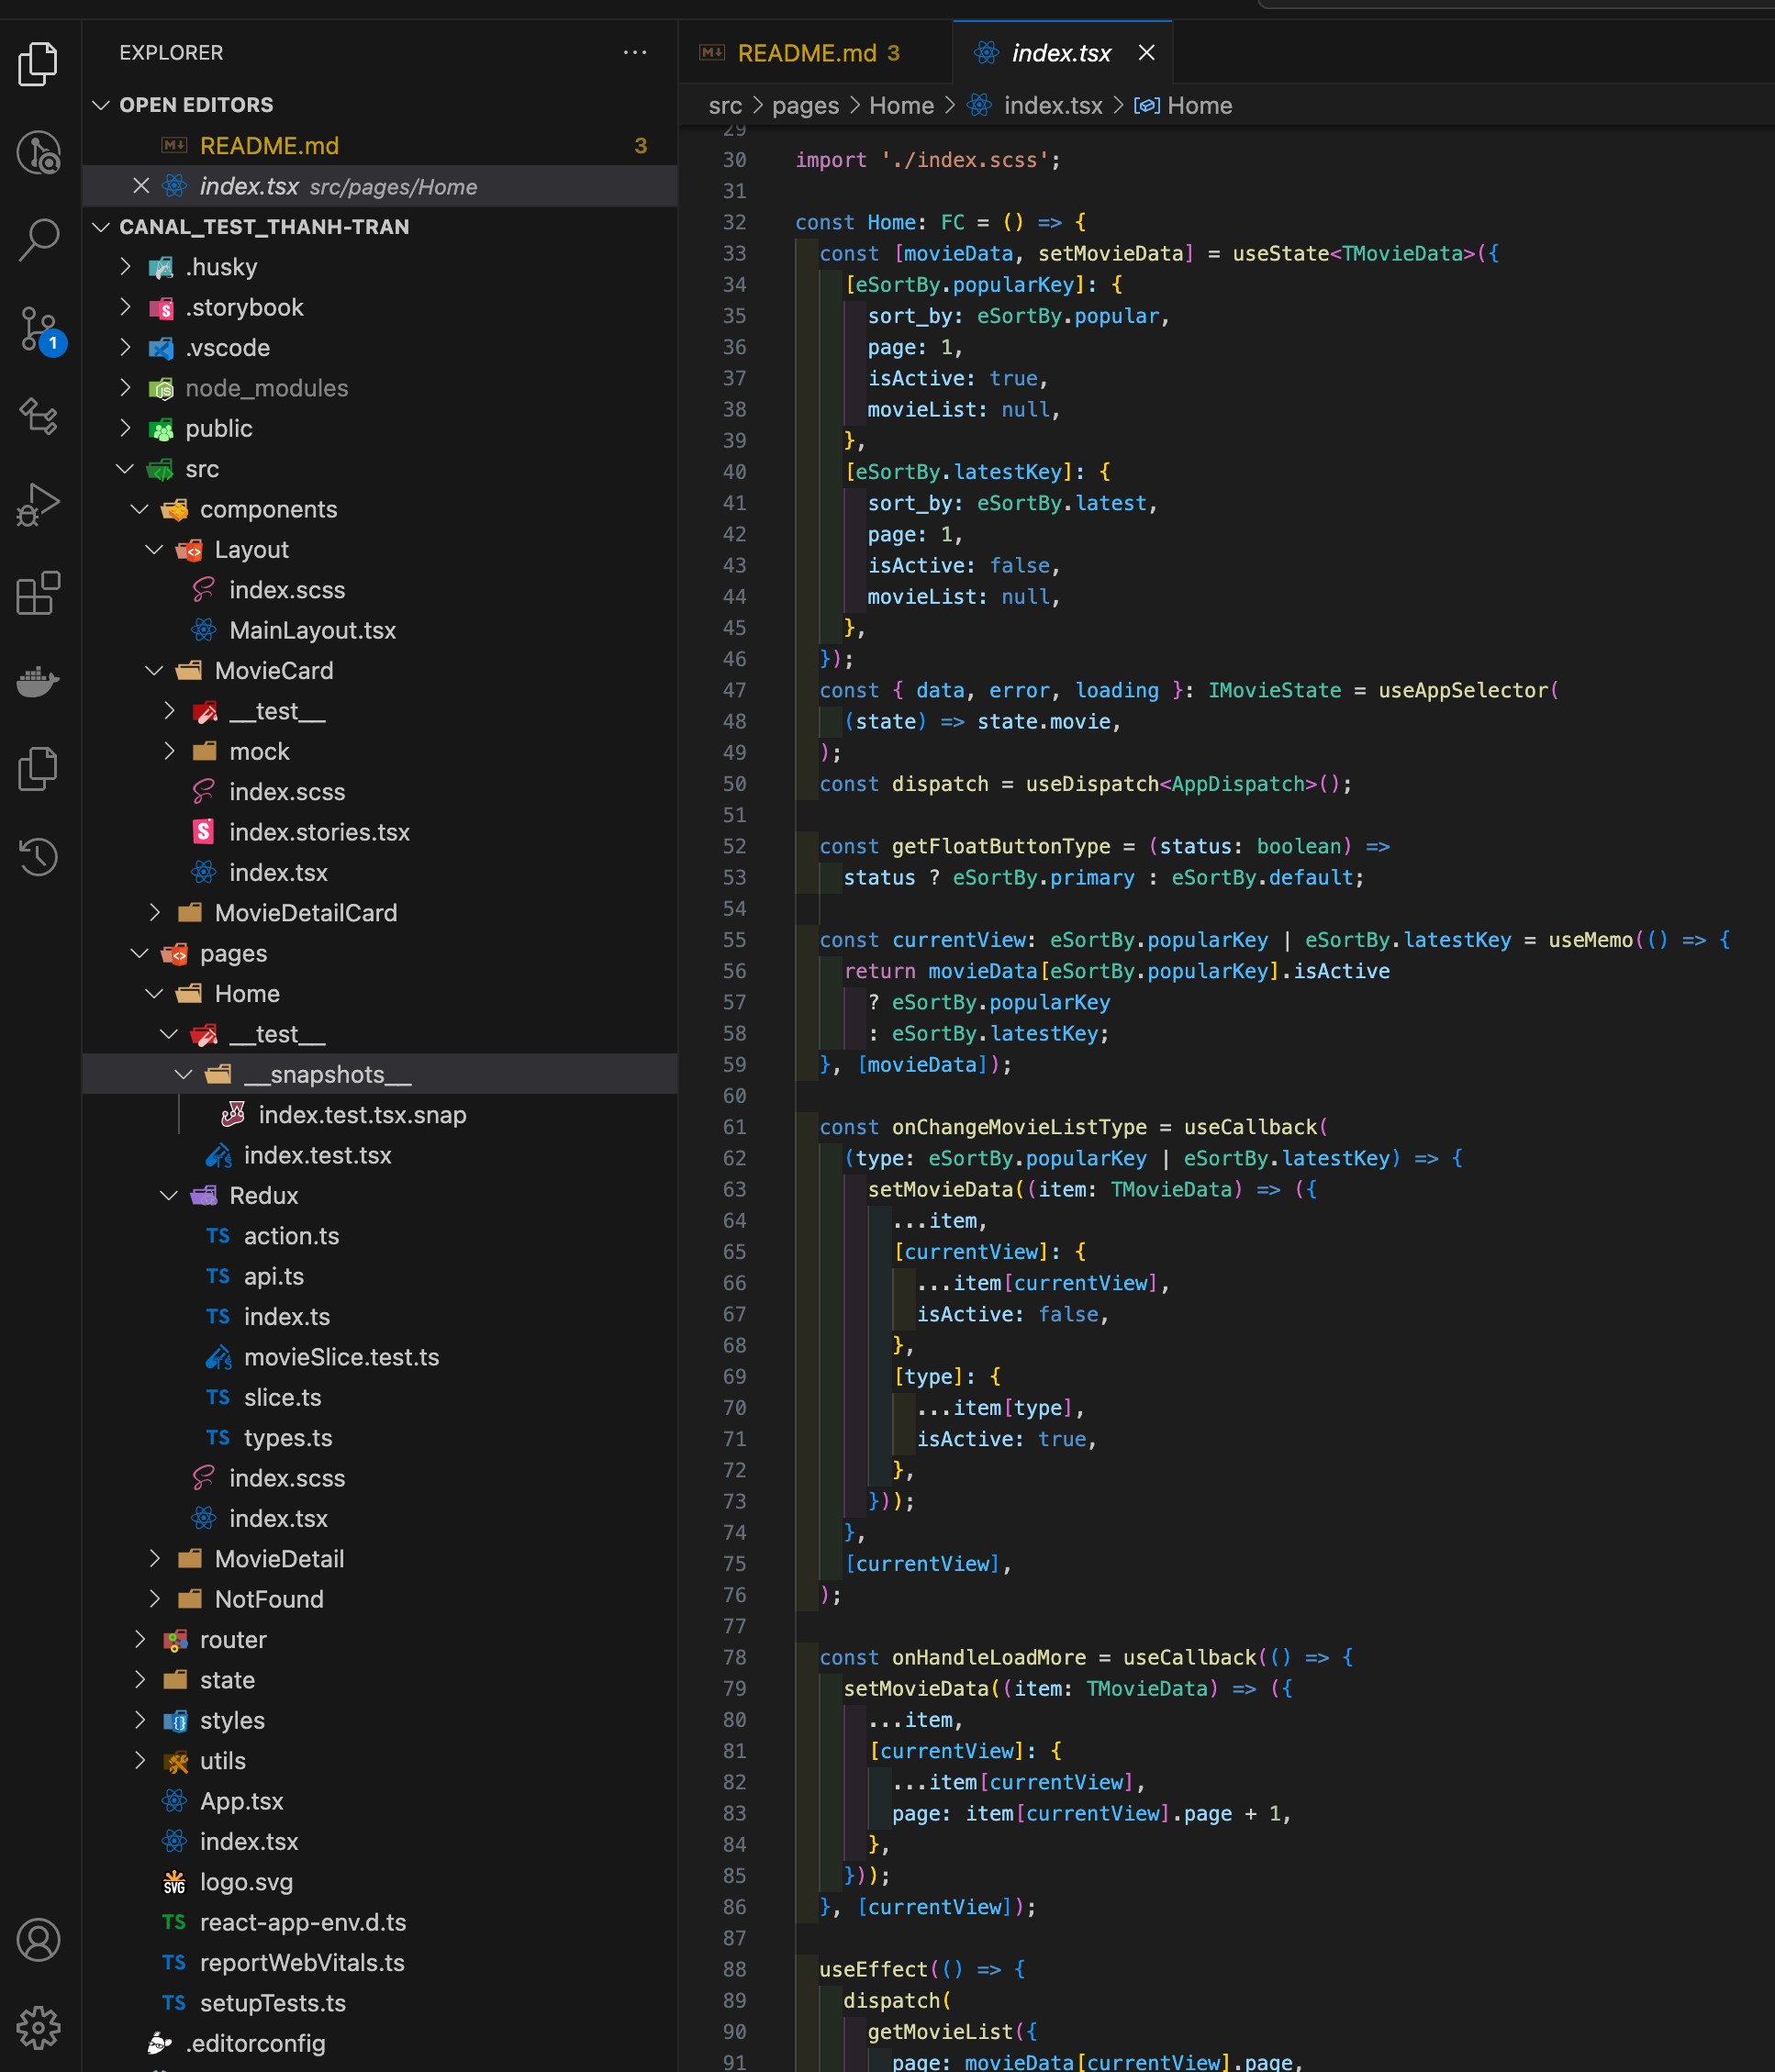 EXPLORER
OPEN EDITORS
README.md 3
index.tsx src/pages/Home
CANAL_TEST_THANH-TRAN
.husky
.storybook
.vscode
node_modules
public
src
components
Layout
index.scss
MainLayout.tsx
MovieCard
__test__
mock
index.scss
index.stories.tsx
index.tsx
MovieDetailCard
pages
Home
__test__
__snapshots__
index.test.tsx.snap
index.test.tsx
Redux
TS action.ts
TS api.ts
TS index.ts
movieSlice.test.ts
TS slice.ts
TS types.ts
index.scss
index.tsx
MovieDetail
NotFound
router
state
styles
utils
App.tsx
index.tsx
logo.svg
TS react-app-env.d.ts
TS reportWebVitals.ts
TS setupTests.ts
.editorconfig
1
README.md 3
index.tsx
src > pages > Home > index.tsx > Home
29
30 import './index.scss';
31
32 const Home: FC = () => {
33 const [movieData, setMovieData] = useState<TMovieData>({
34 [eSortBy.popularKey]: {
35 sort_by: eSortBy.popular,
36 page: 1,
37 isActive: true,
38 movieList: null,
39 },
40 [eSortBy.latestKey]: {
41 sort_by: eSortBy.latest,
42 page: 1,
43 isActive: false,
44 movieList: null,
45 },
46 });
47 const { data, error, loading }: IMovieState = useAppSelector(
48 (state) => state.movie,
49 );
50 const dispatch = useDispatch<AppDispatch>();
51
52 const getFloatButtonType = (status: boolean) =>
53 status ? eSortBy.primary : eSortBy.default;
54
55 const currentView: eSortBy.popularKey | eSortBy.latestKey = useMemo(() => {
56 return movieData[eSortBy.popularKey].isActive
57 ? eSortBy.popularKey
58 : eSortBy.latestKey;
59 }, [movieData]);
60
61 const onChangeMovieListType = useCallback(
62 (type: eSortBy.popularKey | eSortBy.latestKey) => {
63 setMovieData((item: TMovieData) => ({
64 ...item,
65 [currentView]: {
66 ...item[currentView],
67 isActive: false,
68 },
69 [type]: {
70 ...item[type],
71 isActive: true,
72 },
73 }));
74 },
75 [currentView],
76 );
77
78 const onHandleLoadMore = useCallback(() => {
79 setMovieData((item: TMovieData) => ({
80 ...item,
81 [currentView]: {
82 ...item[currentView],
83 page: item[currentView].page + 1,
84 },
85 }));
86 }, [currentView]);
87
88 useEffect(() => {
89 dispatch(
90 getMovieList({
91 page: movieData[currentView].page,